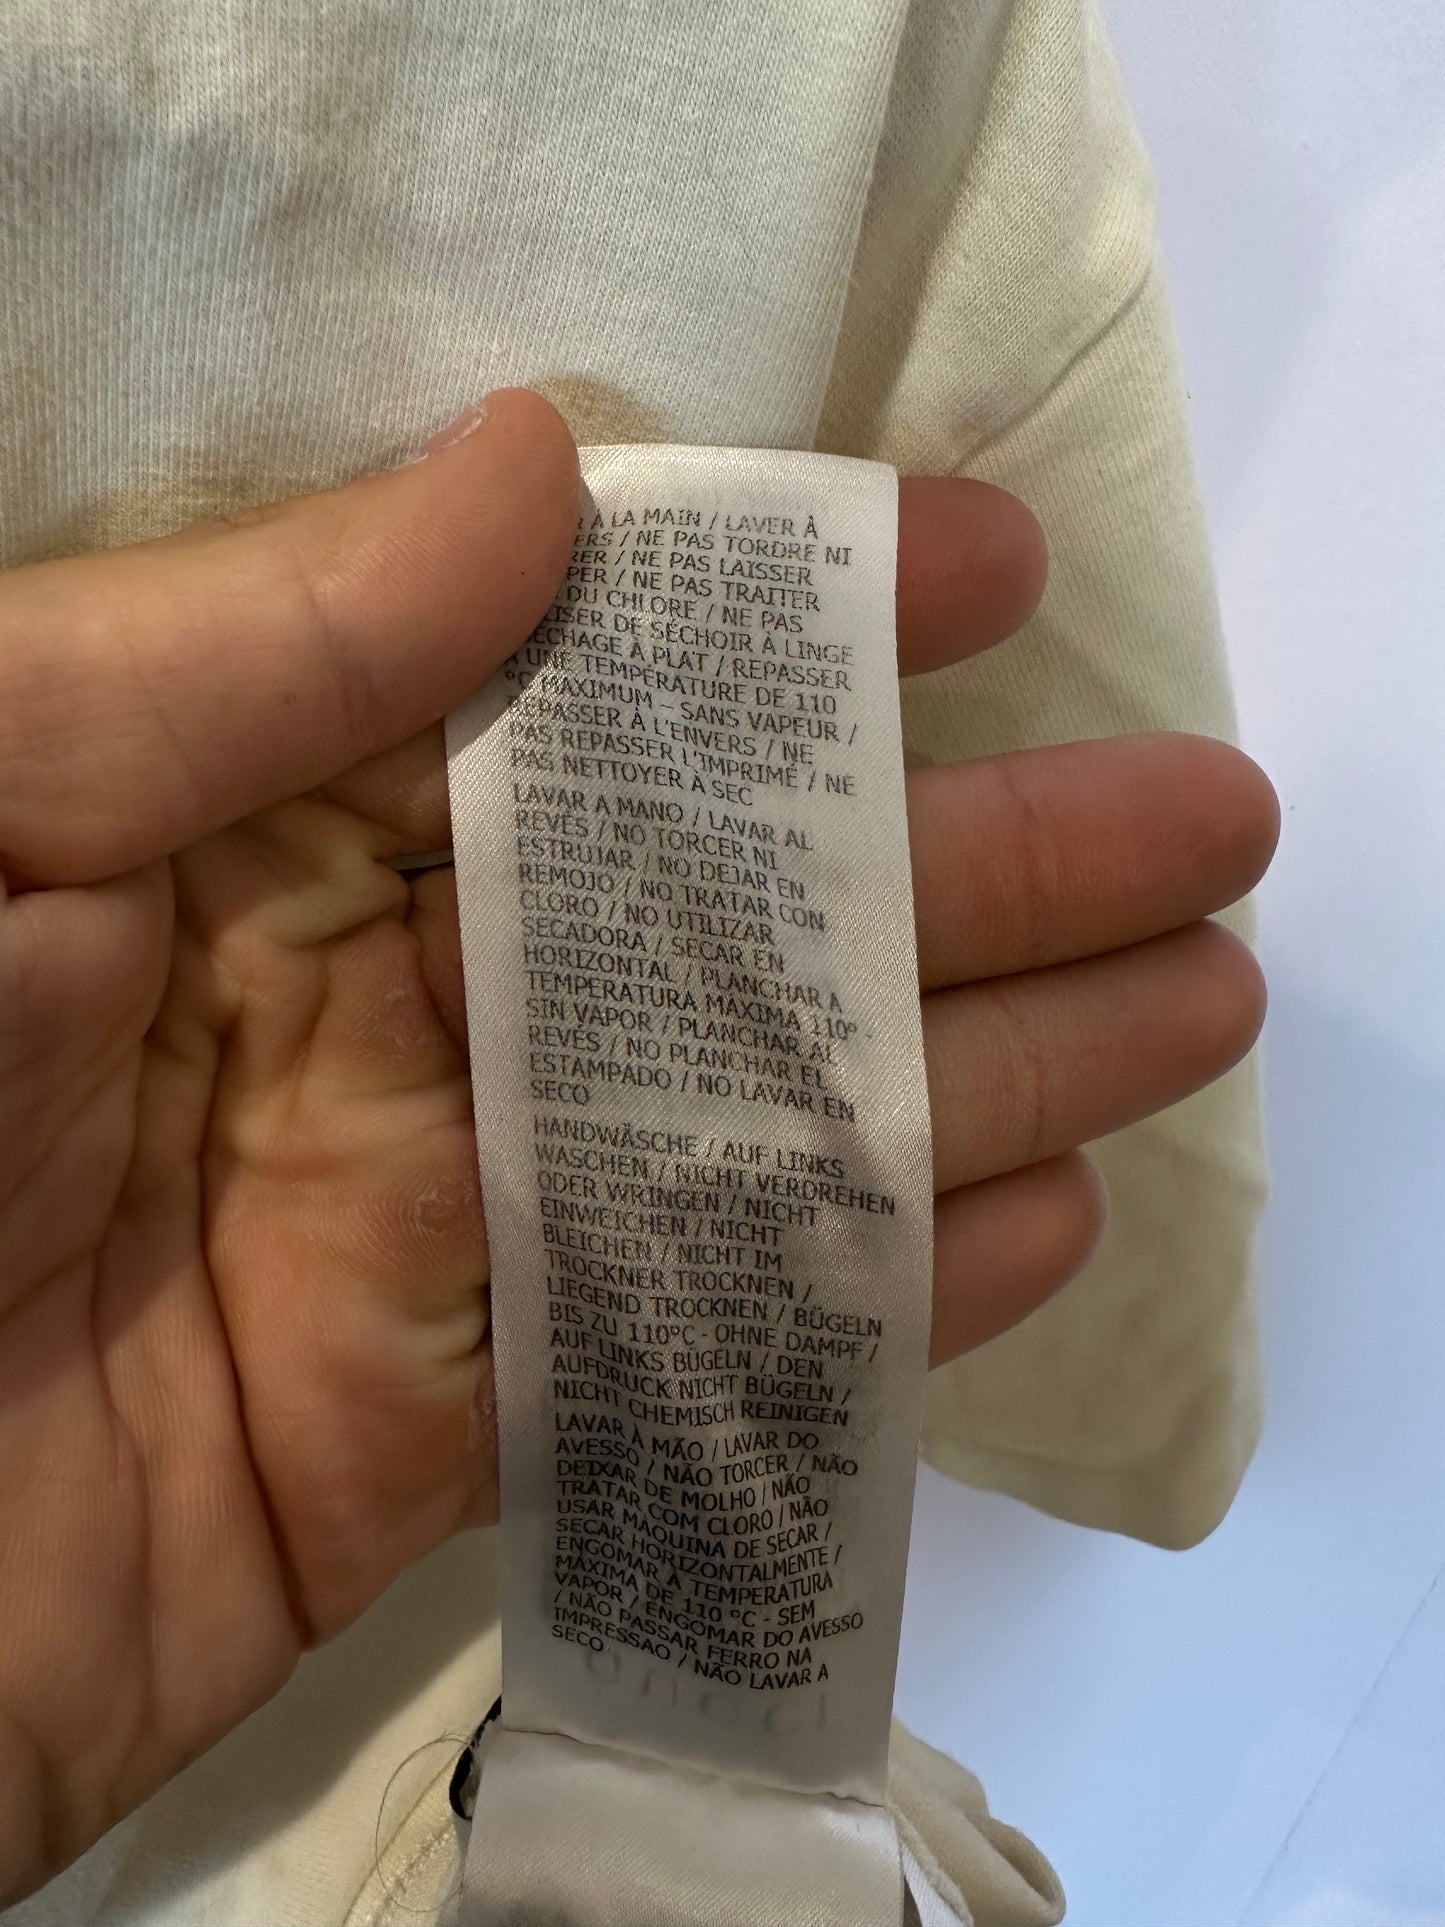 À LA MAIN / LAVER À
ERS / NE PAS TORDRE NI
RER / NE PAS LAISSER
PER / NE PAS TRAITER
DU CHLORE / NE PAS
LISER DE SÉCHOIR À LINGE
ÉCHAGE À PLAT / REPASSER
À UNE TEMPÉRATURE DE 110
°C MAXIMUM – SANS VAPEUR /
REPASSER À L'ENVERS / NE
PAS REPASSER L'IMPRIMÉ / NE
PAS NETTOYER À SEC
LAVAR A MANO / LAVAR AL
REVÉS / NO TORCER NI
ESTRUJAR / NO DEJAR EN
REMOJO / NO TRATAR CON
CLORO / NO UTILIZAR
SECADORA / SECAR EN
HORIZONTAL / PLANCHAR A
TEMPERATURA MÁXIMA 110º -
SIN VAPOR / PLANCHAR AL
REVÉS / NO PLANCHAR EL
ESTAMPADO / NO LAVAR EN
SECO
HANDWÄSCHE / AUF LINKS
WASCHEN / NICHT VERDREHEN
ODER WRINGEN / NICHT
EINWEICHEN / NICHT
BLEICHEN / NICHT IM
TROCKNER TROCKNEN /
LIEGEND TROCKNEN / BÜGELN
BIS ZU 110°C - OHNE DAMPF /
AUF LINKS BÜGELN / DEN
AUFDRUCK NICHT BÜGELN /
NICHT CHEMISCH REINIGEN
LAVAR À MÃO / LAVAR DO
AVESSO / NÃO TORCER / NÃO
DEIXAR DE MOLHO / NÃO
TRATAR COM CLORO / NÃO
USAR MÁQUINA DE SECAR /
SECAR HORIZONTALMENTE /
ENGOMAR À TEMPERATURA
MÁXIMA DE 110 °C - SEM
VAPOR / ENGOMAR DO AVESSO
/ NÃO PASSAR FERRO NA
IMPRESSÃO / NÃO LAVAR A
SECO